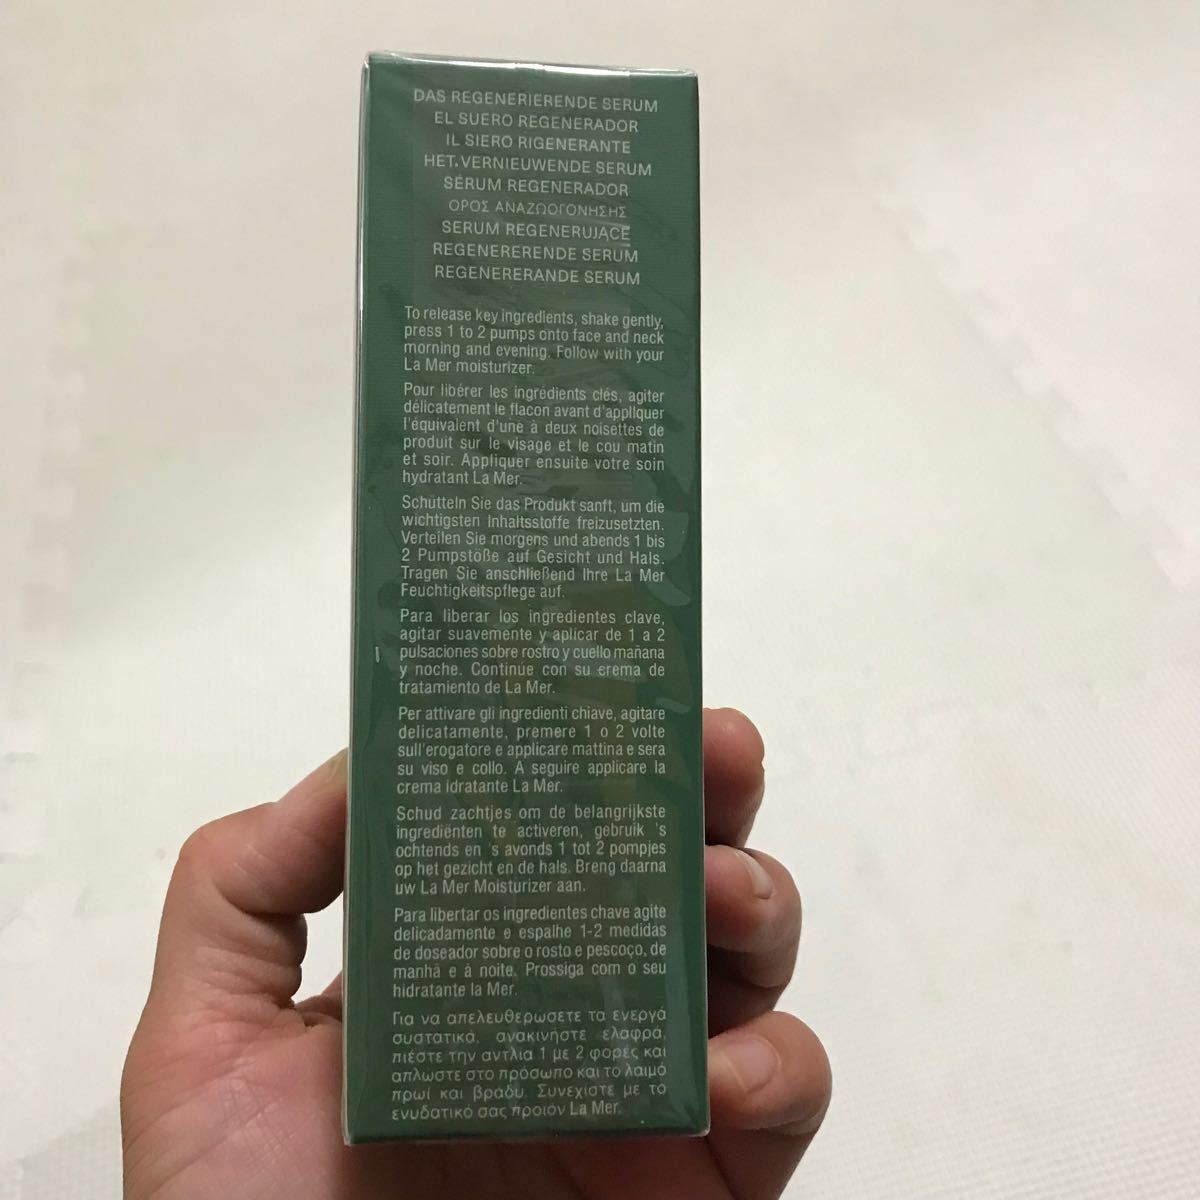 DAS REGENERIERENDE SERUM
EL SUERO REGENERADOR
IL SIERO RIGENERANTE
HET VERNIEUWENDE SERUM
SÉRUM REGENERADOR
ΟΡΟΣ ΑΝΑΖΩΟΓΟΝΗΣΗΣ
SERUM REGENERUJĄCE
REGENERERENDE SERUM
REGENERERANDE SERUM
To release key ingredients, shake gently,
press 1 to 2 pumps onto face and neck
morning and evening. Follow with your
La Mer moisturizer.
Pour libérer les ingrédients clés, agiter
délicatement le flacon avant d'appliquer
l'équivalent d'une à deux noisettes de
produit sur le visage et le cou matin
et soir. Appliquer ensuite votre soin
hydratant La Mer.
Schütteln Sie das Produkt sanft, um die
wichtigsten Inhaltsstoffe freizusetzten.
Verteilen Sie morgens und abends 1 bis
2 Pumpstöße auf Gesicht und Hals.
Tragen Sie anschließend Ihre La Mer
Feuchtigkeitspflege auf.
Para liberar los ingredientes clave,
agitar suavemente y aplicar de 1 a 2
pulsaciones sobre rostro y cuello mañana
y noche. Continúe con su crema de
tratamiento de La Mer.
Per attivare gli ingredienti chiave, agitare
delicatamente, premere 1 o 2 volte
sull'erogatore e applicare mattina e sera
su viso e collo. A seguire applicare la
crema idratante La Mer.
Schud zachtjes om de belangrijkste
ingrediënten te activeren, gebruik 's
ochtends en 's avonds 1 tot 2 pompjes
op het gezicht en de hals. Breng daarna
uw La Mer Moisturizer aan.
Para libertar os ingredientes chave agite
delicadamente e espalhe 1-2 medidas
de doseador sobre o rosto e pescoço, de
manhã e à noite. Prossiga com o seu
hidratante la Mer.
Για να απελευθερωσετε τα ενεργά
συστατικά, ανακινήστε ελαφρά,
πιέστε την αντλία 1 με 2 φορές και
απλωστε στο πρόσωπο και το λαιμό
πρωί και βράδυ. Συνεχίστε με το
ενυδατικό σας προιόν La Mer.